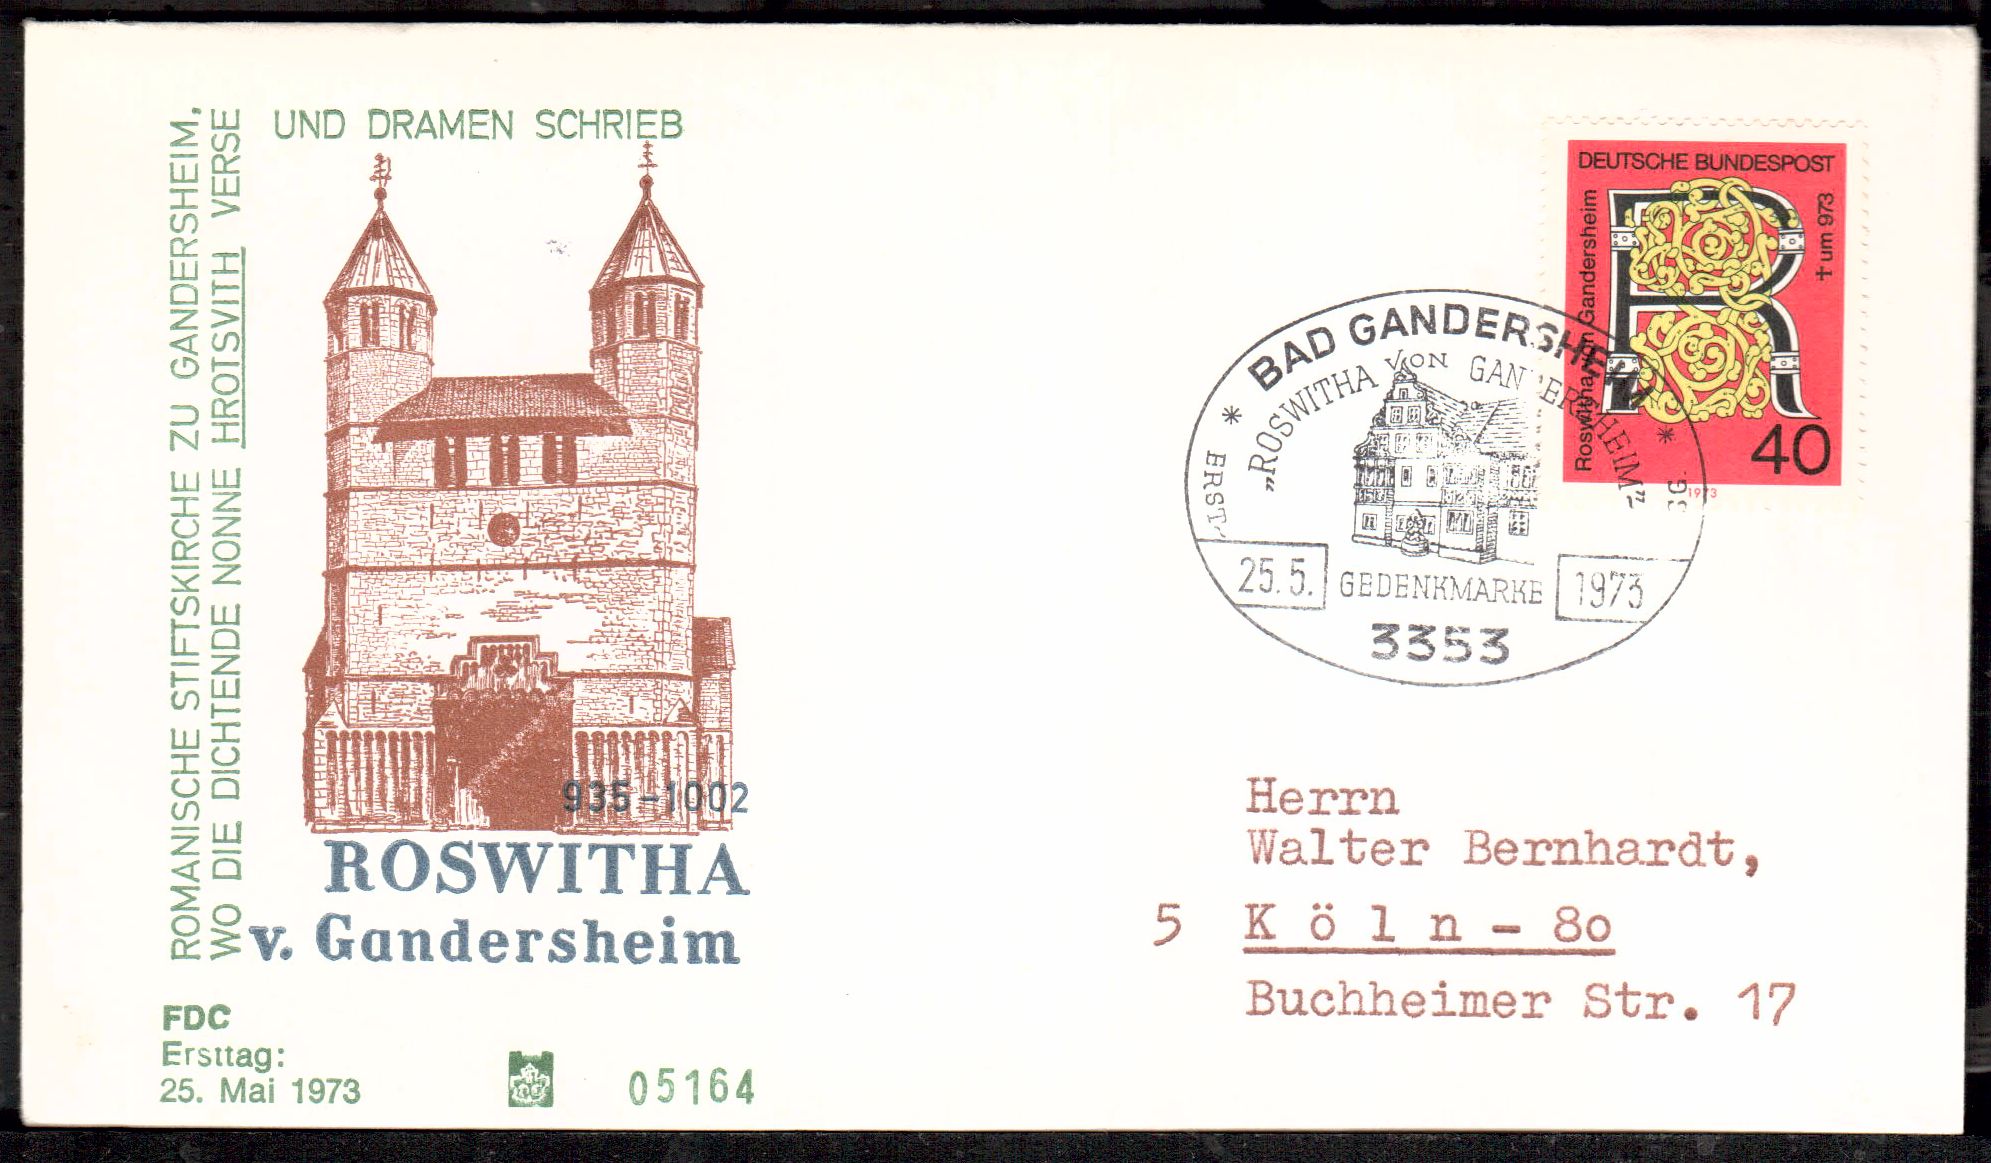 ROMANISCHE STIFTSKIRCHE ZU GANDERSHEIM,
WO DIE DICHTENDE NONNE HROTSVITH VERSE
UND DRAMEN SCHRIEB
935-1002
ROSWITHA
v. Gandersheim
FDC
Ersttag:
25. Mai 1973
05164
DEUTSCHE BUNDESPOST
Roswitha von Gandersheim
† um 973
40
1973
* BAD GANDERSHEIM *
„ROSWITHA VON GANDERSHEIM”
25.5. GEDENKMARKE 1973
3353
Herrn
Walter Bernhardt,
5 Köln - 80
Buchheimer Str. 17